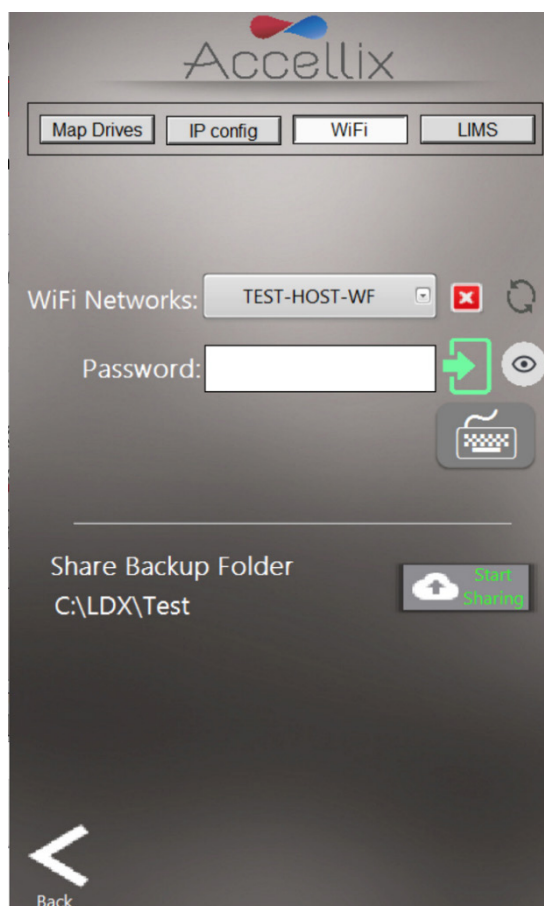 Accellix
Map Drives IP config WiFi LIMS
WiFi Networks: TEST-HOST-WF
Password:
Share Backup Folder
C:\LDX\Test
Start
Sharing
Back